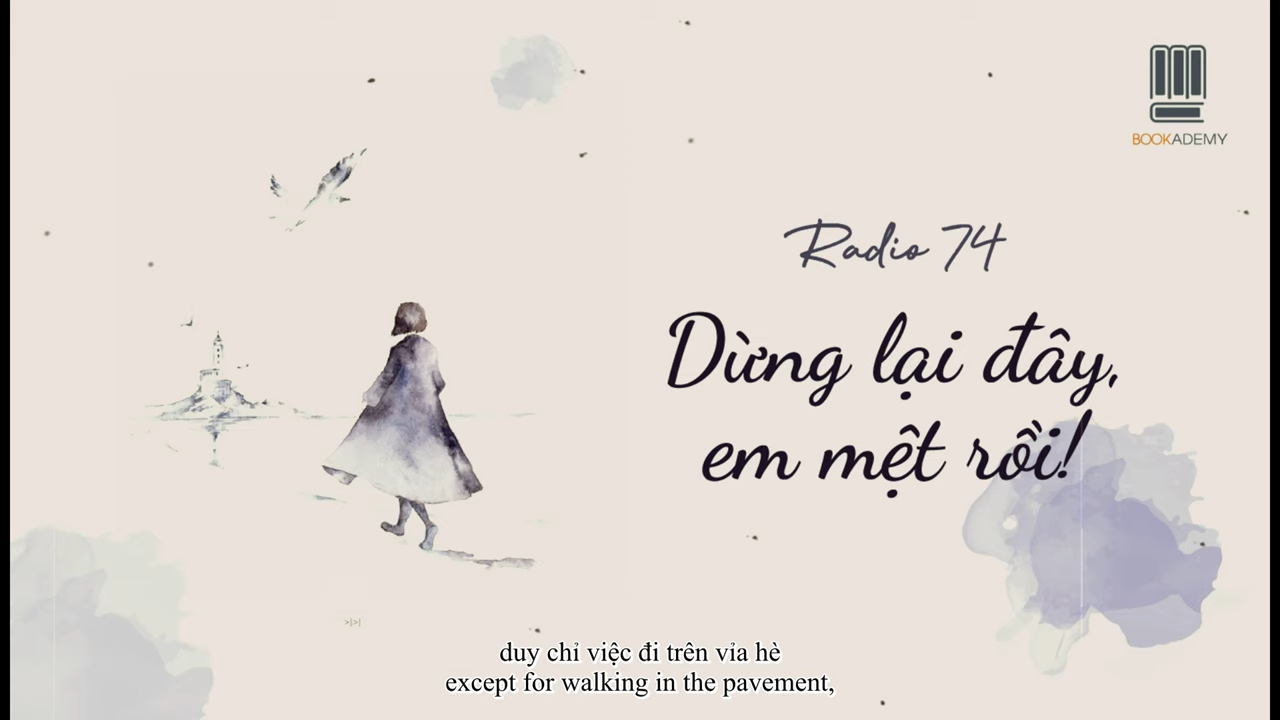 BOOKADEMY
Radio 74
Dừng lại đây,
em mệt rồi!
>|>|
duy chỉ việc đi trên vỉa hè
except for walking in the pavement,